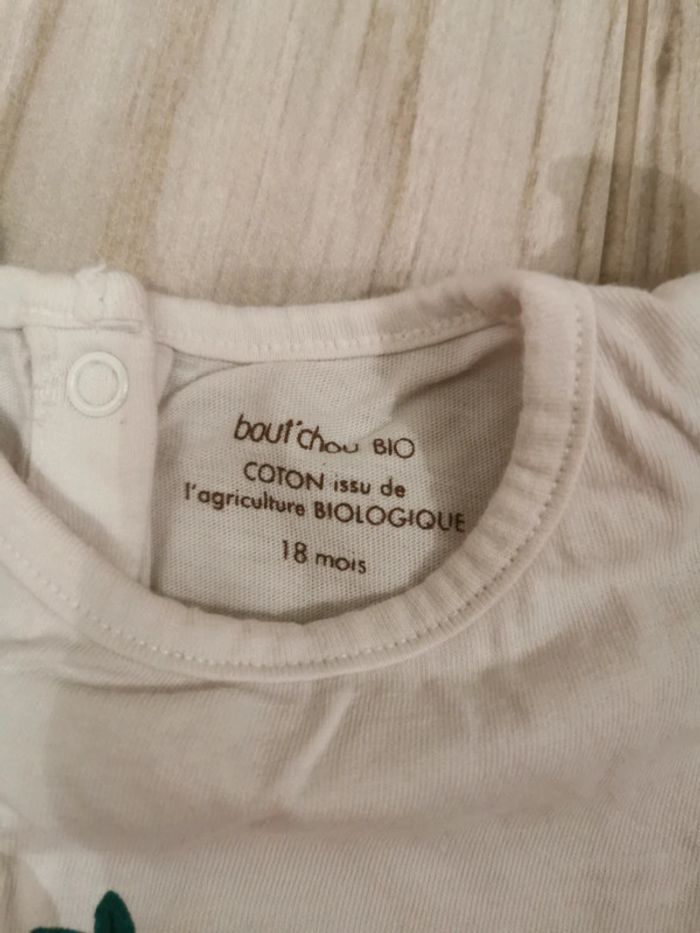 bout'chou BIO
COTON issu de
l'agriculture BIOLOGIQUE
18 mois